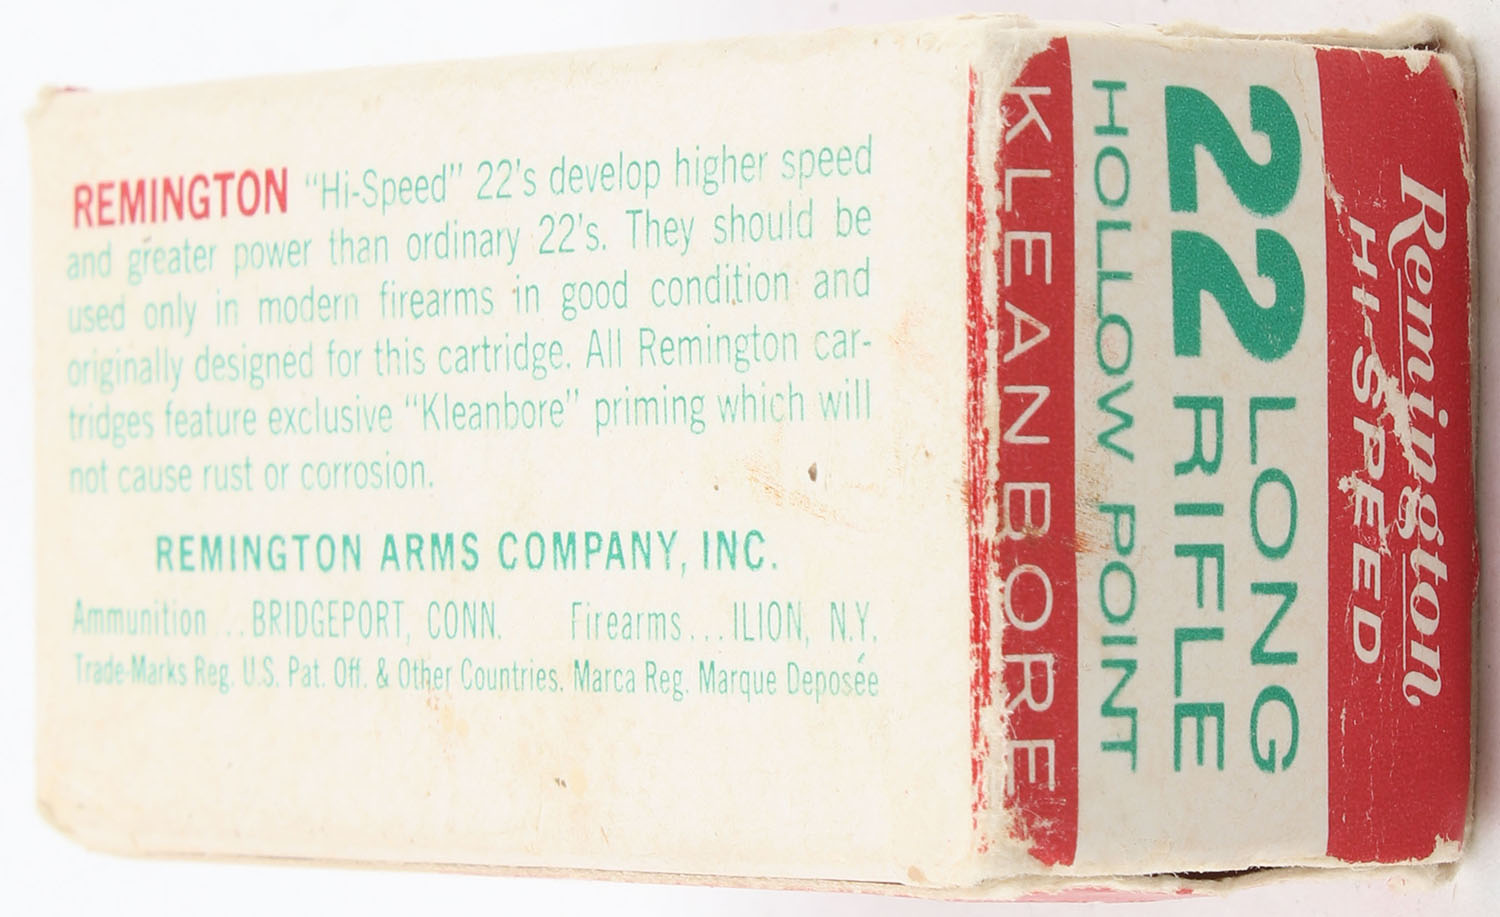 REMINGTON "Hi-Speed" 22's develop higher speed
and greater power than ordinary 22's. They should be
used only in modern firearms in good condition and
originally designed for this cartridge. All Remington car-
tridges feature exclusive "Kleanbore" priming which will
not cause rust or corrosion.
REMINGTON ARMS COMPANY, INC.
Ammunition .. BRIDGEPORT, CONN. Firearms... ILION, N.Y.
Trade-Marks Reg. U.S. Pat. Off. & Other Countries. Marca Reg. Marque Deposée
Remington
HI-SPEED
22 LONG
RIFLE
HOLLOW POINT
KLEANBORE